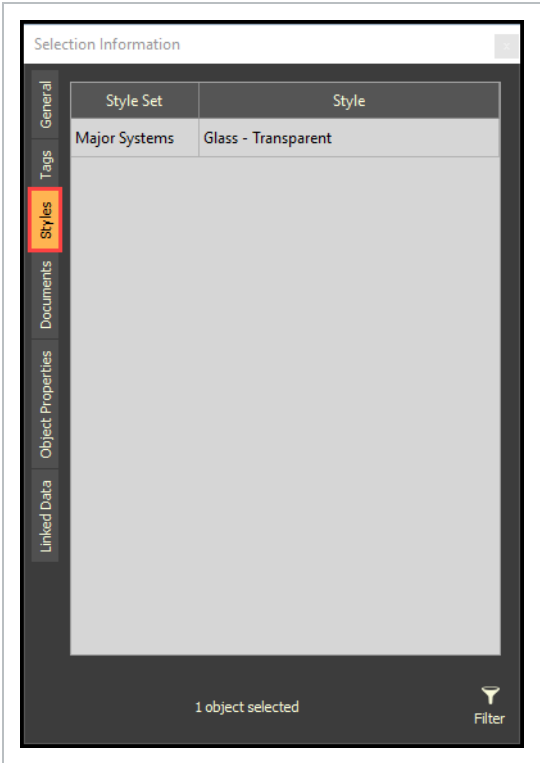 Selection Information
x
General
Tags
Styles
Documents
Object Properties
Linked Data
Style Set Style
Major Systems Glass - Transparent
1 object selected
Filter